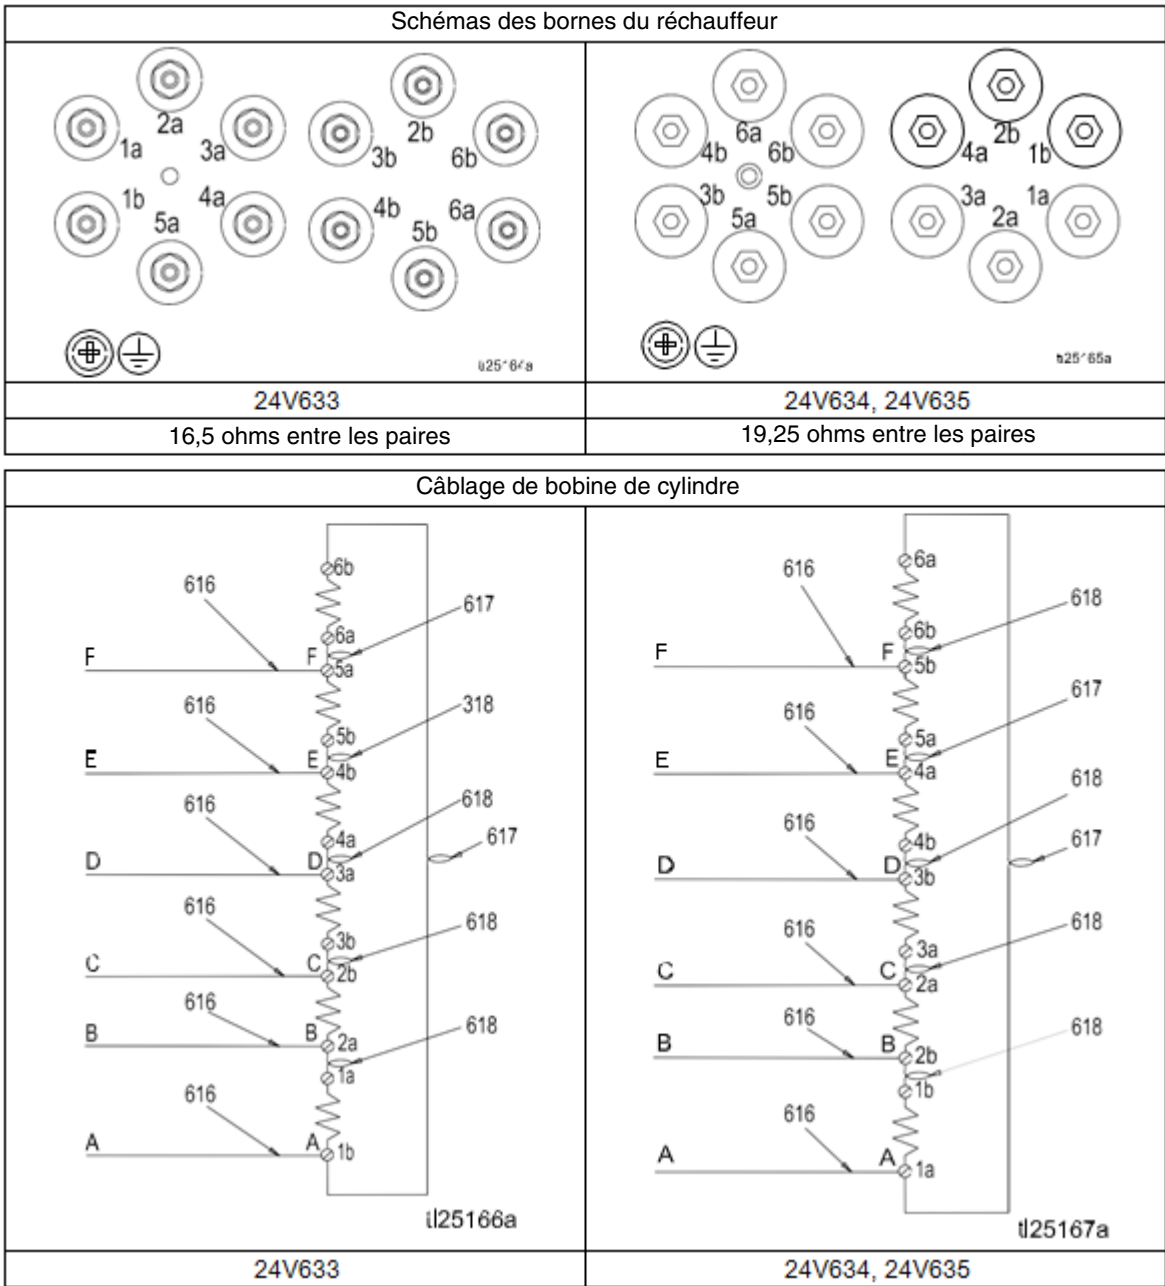 Schémas des bornes du réchauffeur
2a
2b
1a
3a
3b
6b
1b
4a
4b
6a
5a
5b
6a
2b
4b
6b
4a
1b
3b
5b
3a
1a
5a
2a
24V633
24V634, 24V635
16,5 ohms entre les paires
19,25 ohms entre les paires
Câblage de bobine de cylindre
6b
616
617
6a
F
F
5a
616
318
5b
E
E
4b
616
618
4a
617
D
D
3a
616
618
3b
C
C
2b
616
618
B
B
2a
1a
616
A
A
1b
24V633
6a
616
618
6b
F
F
5b
617
616
5a
E
E
4a
618
616
4b
617
D
D
3b
616
618
3a
C
C
2a
616
618
B
B
2b
1b
616
A
A
1a
tl25167a
24V634, 24V635